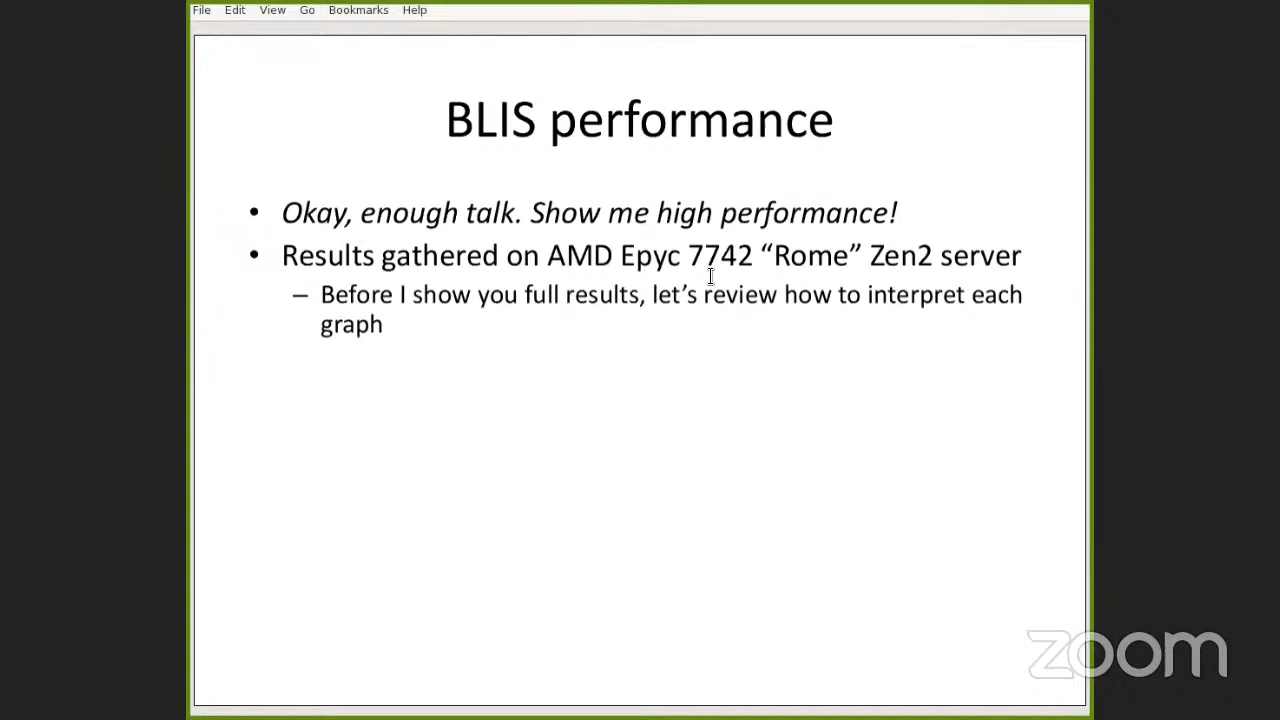 File Edit View Go Bookmarks Help
BLIS performance
• Okay, enough talk. Show me high performance!
• Results gathered on AMD Epyc 7742 “Rome” Zen2 server
– Before I show you full results, let’s review how to interpret each
graph
zoom